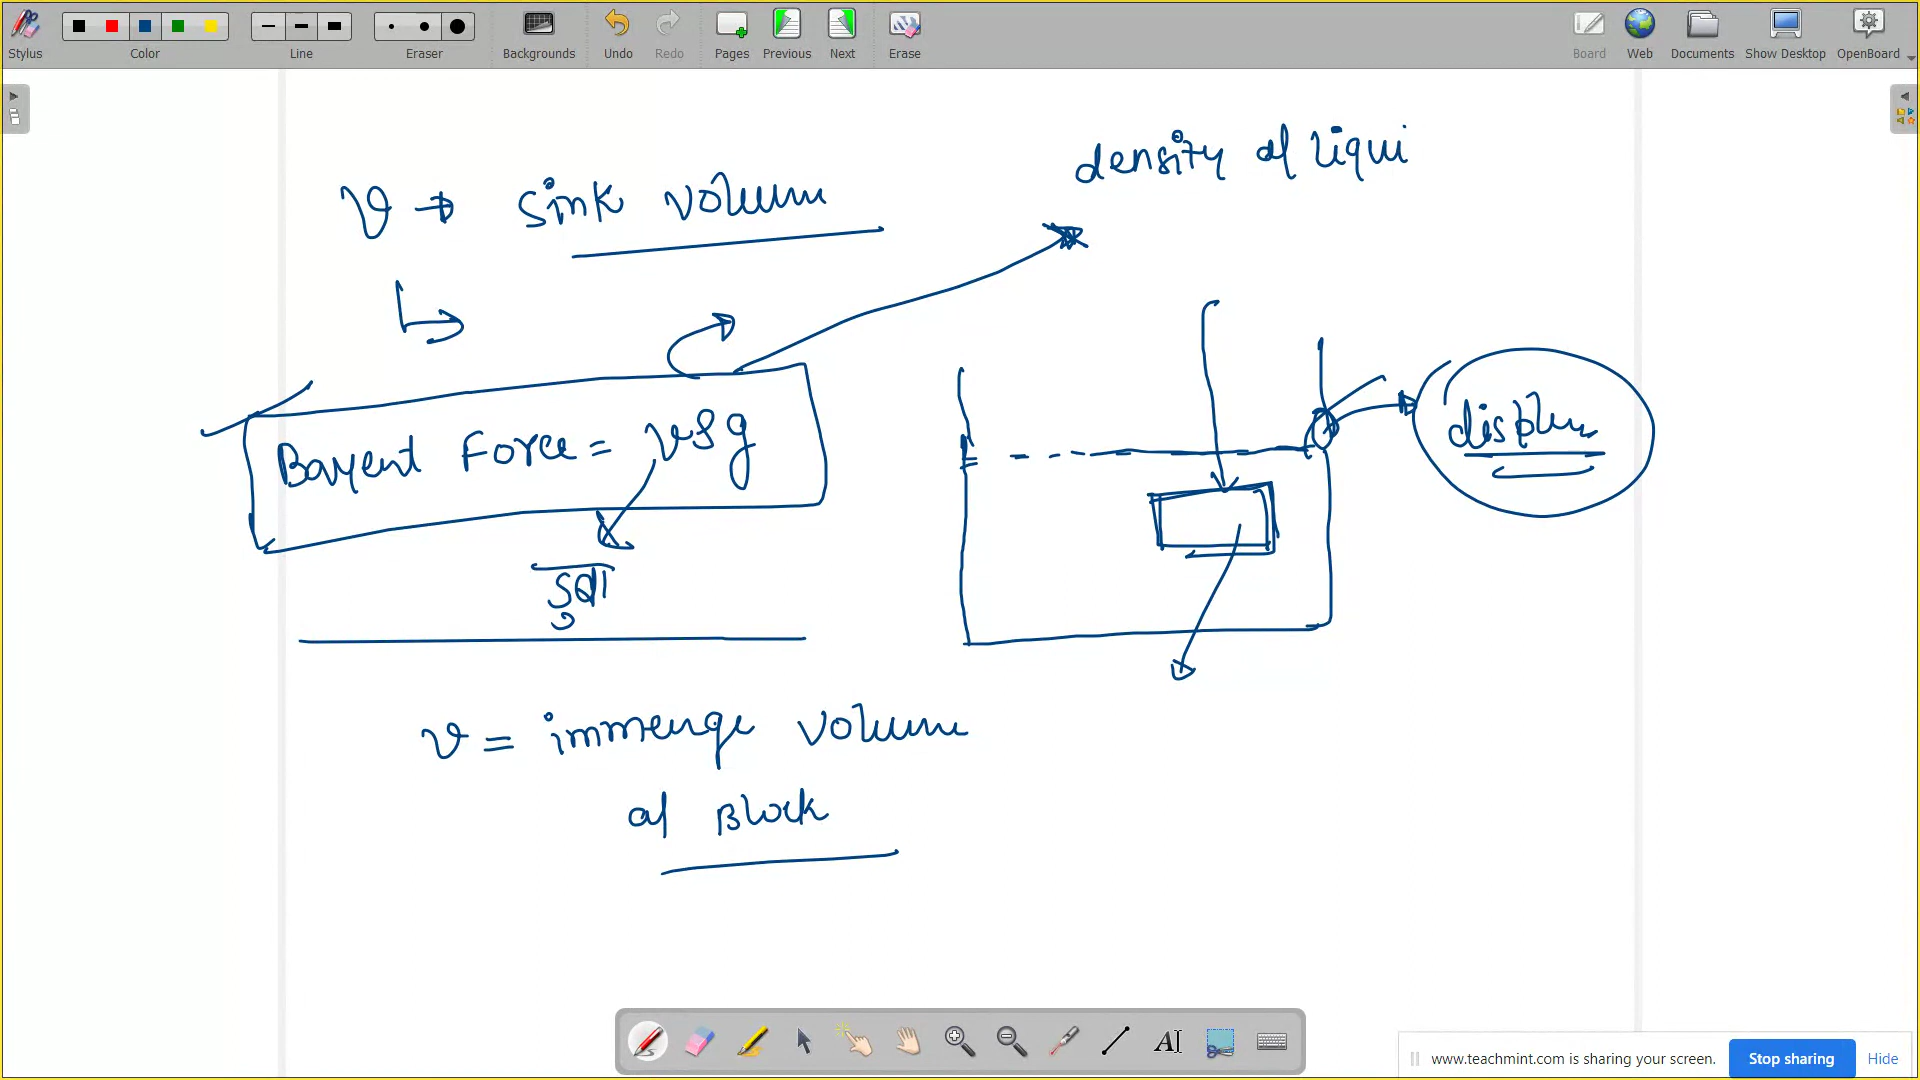 Stylus
Color
Line
Eraser
Backgrounds
Undo
Redo
Pages
Previous
Next
Erase
Board
Web
Documents
Show Desktop
OpenBoard
density of liqui
v → sink volum
Bayent Force = vρg
displ
v = immerge volum
of Block
www.teachmint.com is sharing your screen.
Stop sharing
Hide